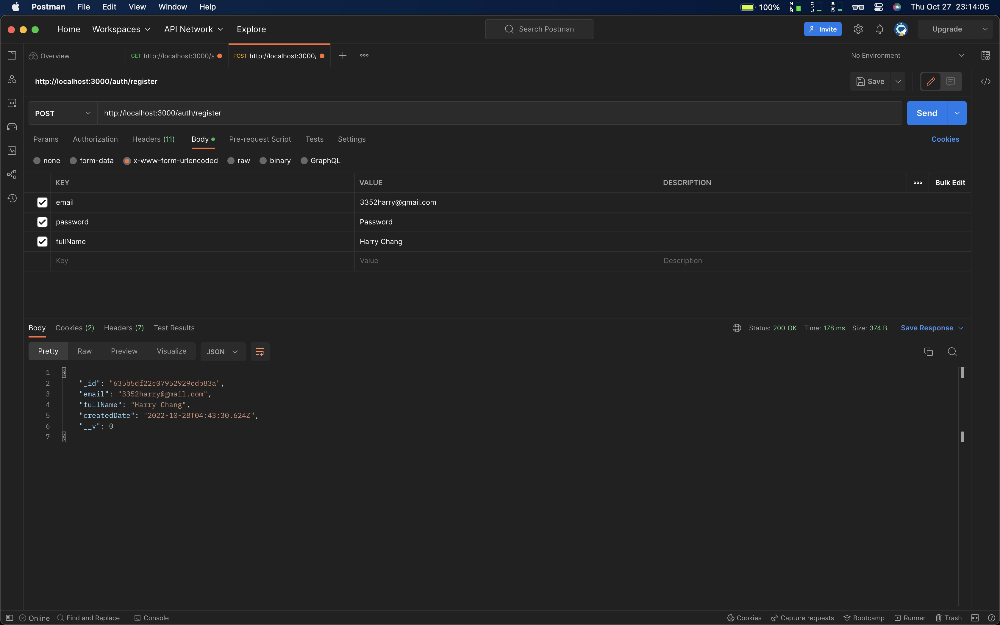 Postman File Edit View Window Help 100% MEM CPU SSD Thu Oct 27 23:14:05
Home Workspaces API Network Explore Search Postman Invite Upgrade
Overview GET http://localhost:3000/a POST http://localhost:3000/ No Environment
http://localhost:3000/auth/register Save
POST http://localhost:3000/auth/register Send
Params Authorization Headers (11) Body Pre-request Script Tests Settings Cookies
none form-data x-www-form-urlencoded raw binary GraphQL
KEY VALUE DESCRIPTION Bulk Edit
email 3352harry@gmail.com
password Password
fullName Harry Chang
Key Value Description
Body Cookies (2) Headers (7) Test Results Status: 200 OK Time: 178 ms Size: 374 B Save Response
Pretty Raw Preview Visualize JSON
1 {
2 "_id": "635b5df22c07952929cdb83a",
3 "email": "3352harry@gmail.com",
4 "fullName": "Harry Chang",
5 "createdDate": "2022-10-28T04:43:30.624Z",
6 "__v": 0
7 }
Online Find and Replace Console Cookies Capture requests Bootcamp Runner Trash